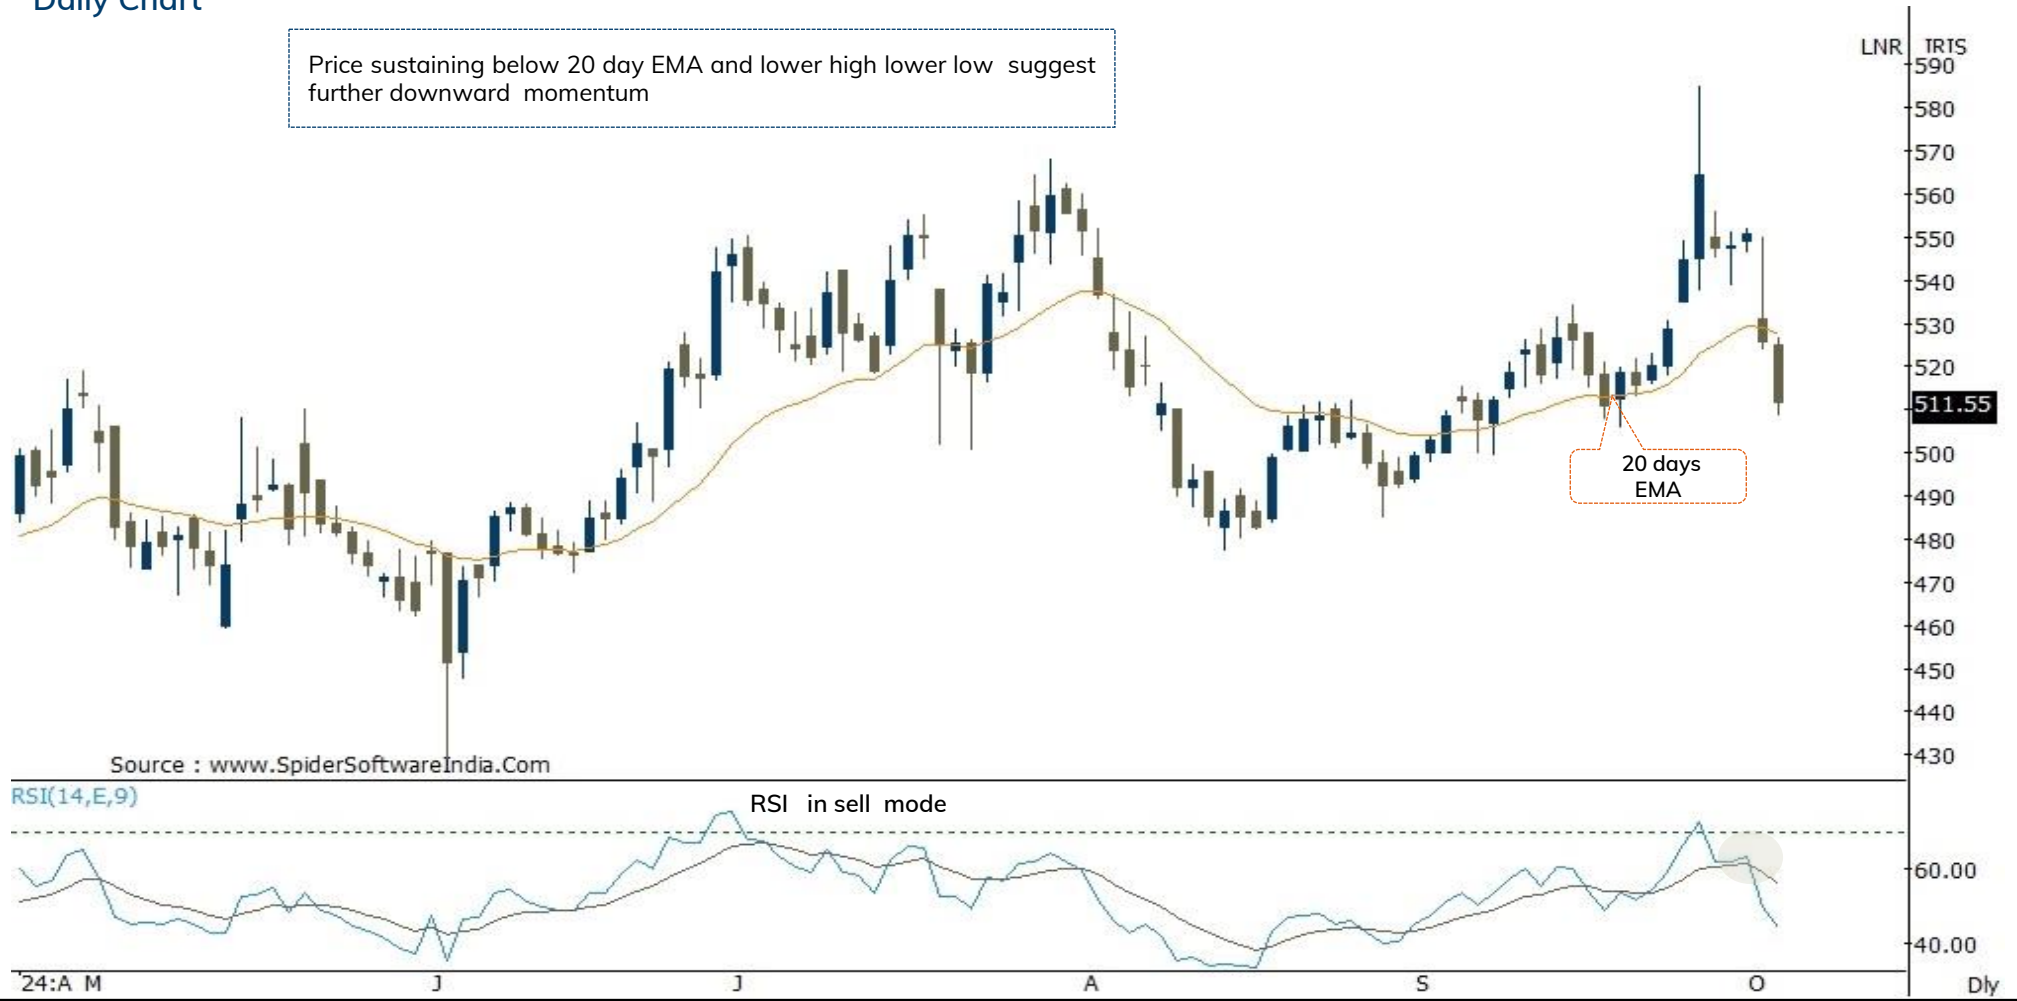 Daily Chart
LNR TRTS
Price sustaining below 20 day EMA and lower high lower low  suggest
further downward  momentum
590
580
570
560
550
540
530
520
511.55
500
490
480
470
460
450
440
430
20 days
EMA
Source : www.SpiderSoftwareIndia.Com
RSI(14,E,9)
RSI   in sell  mode
60.00
40.00
'24:A M J J A S O Dly